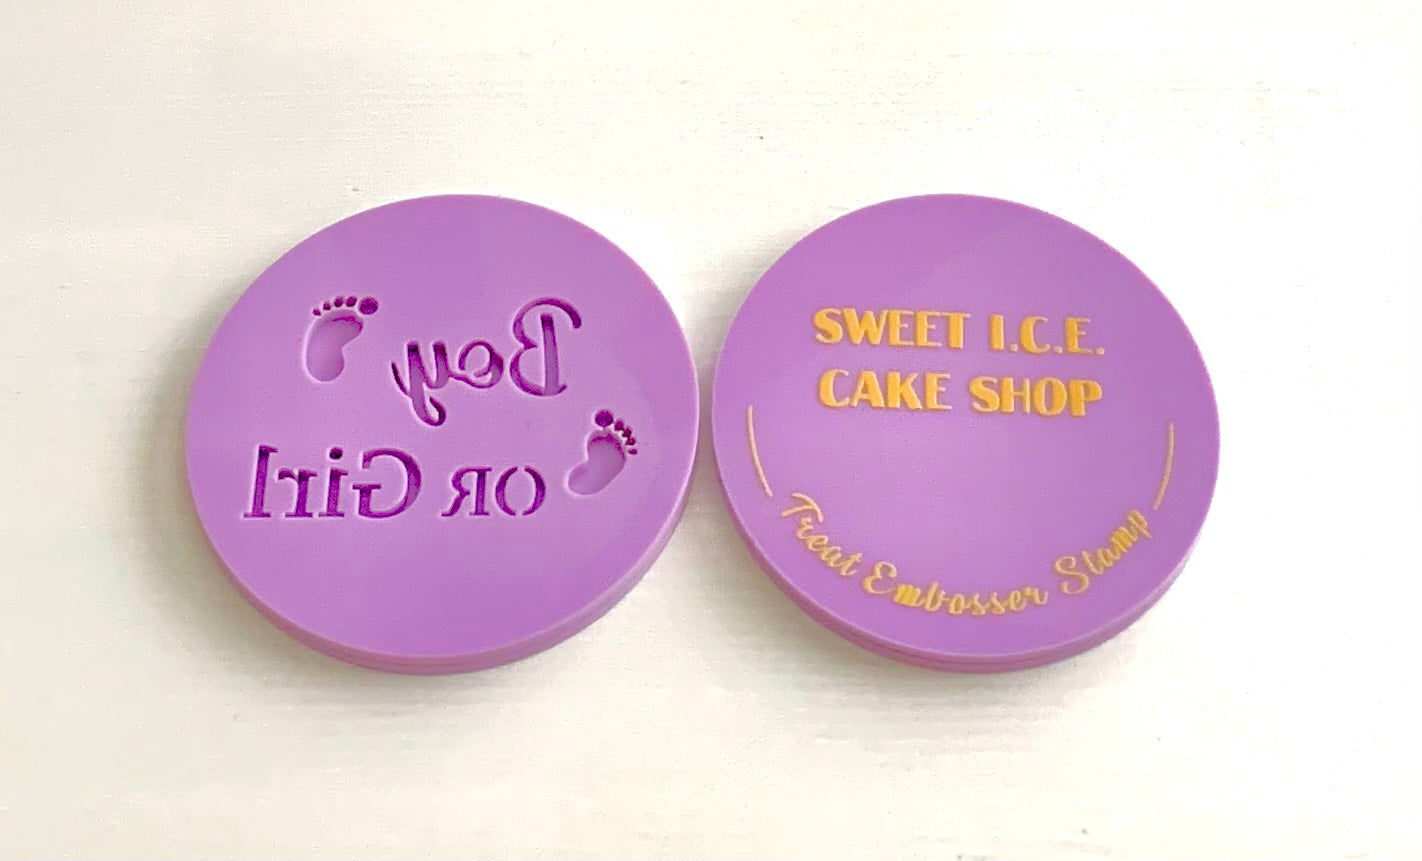 Boy
OR Girl
SWEET I.C.E.
CAKE SHOP
Treat Embosser Stamp